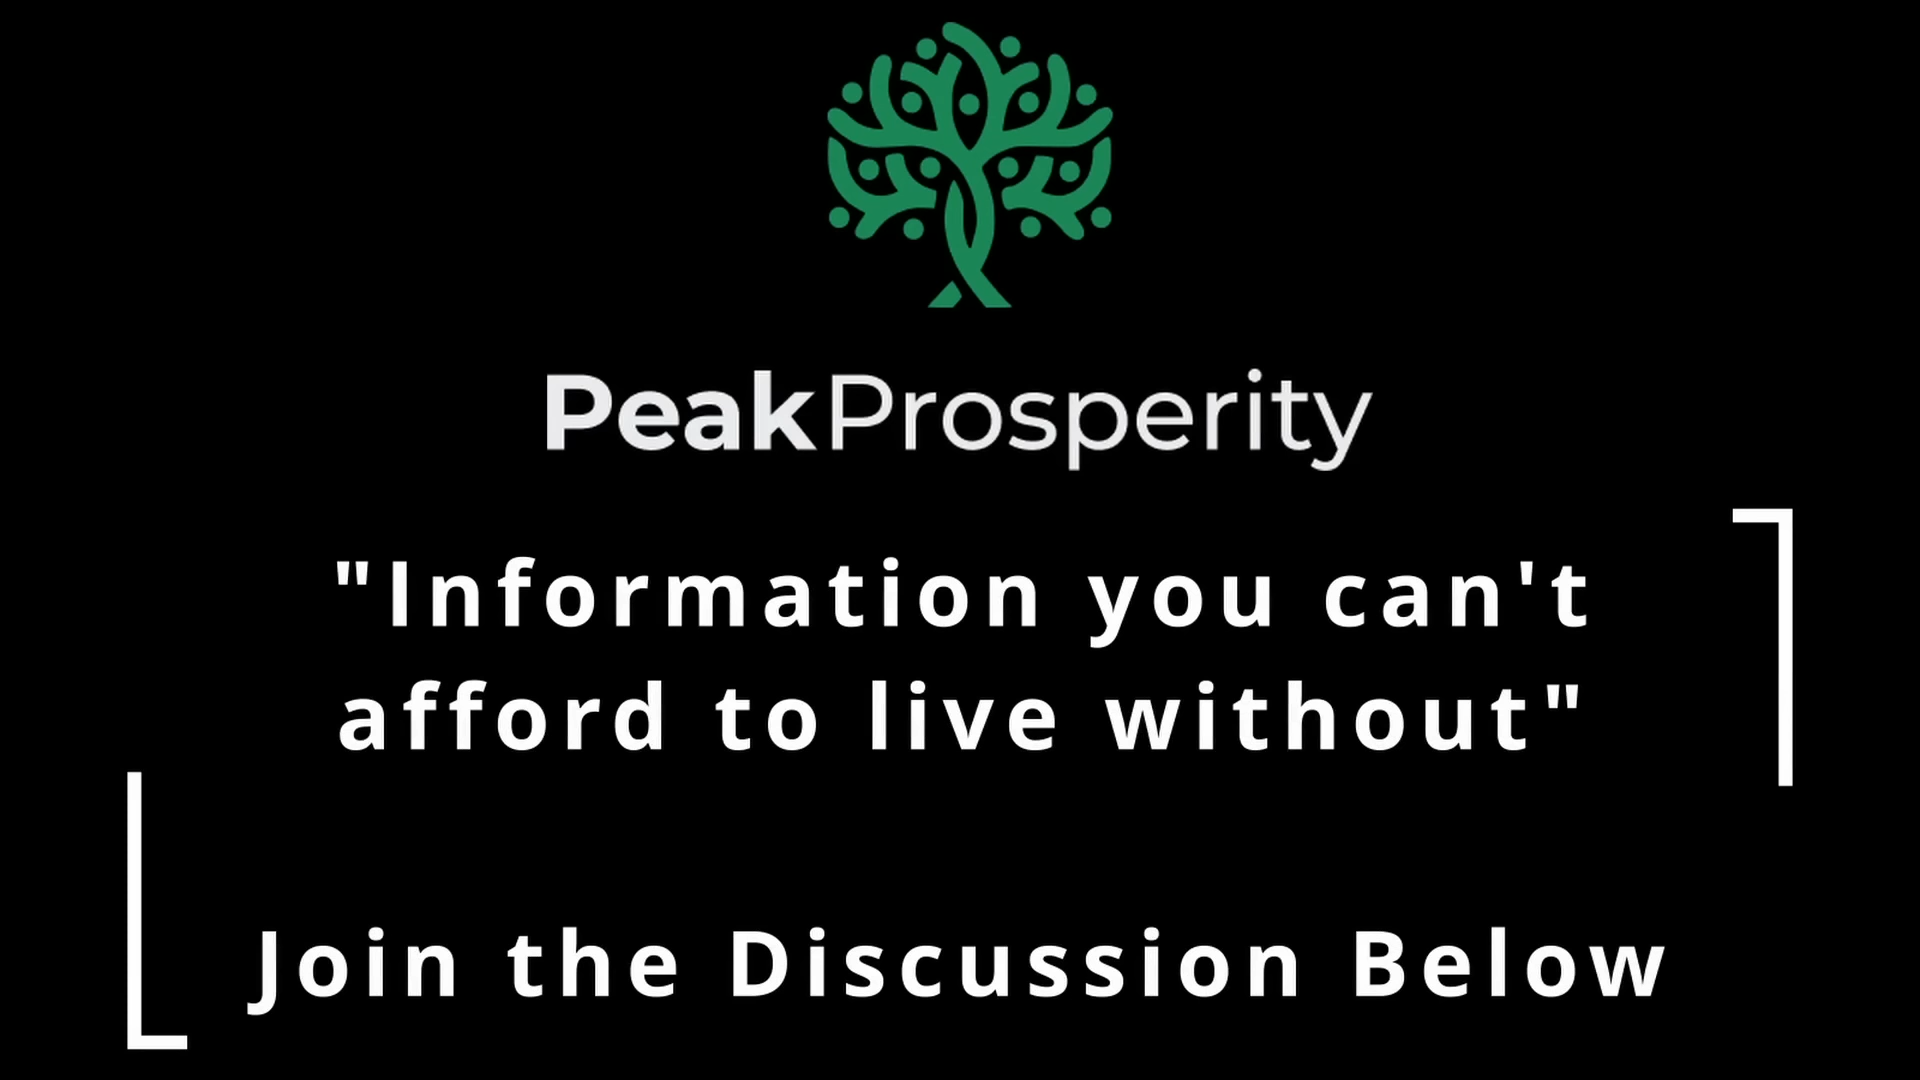 PeakProsperity
"Information you can't
afford to live without"
Join the Discussion Below